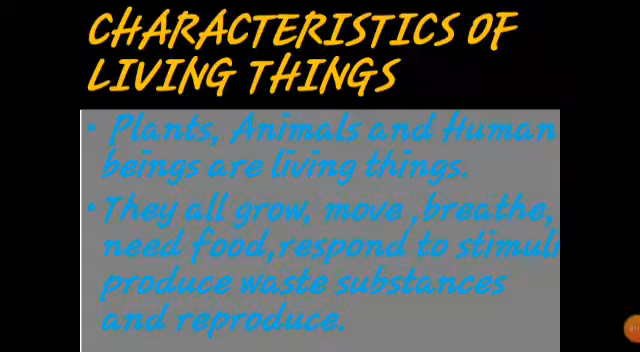 CHARACTERISTICS OF
LIVING THINGS
• Plants, Animals and Human
beings are living things.
• They all grow, move ,breathe,
need food,respond to stimuli
produce waste substances
and reproduce.